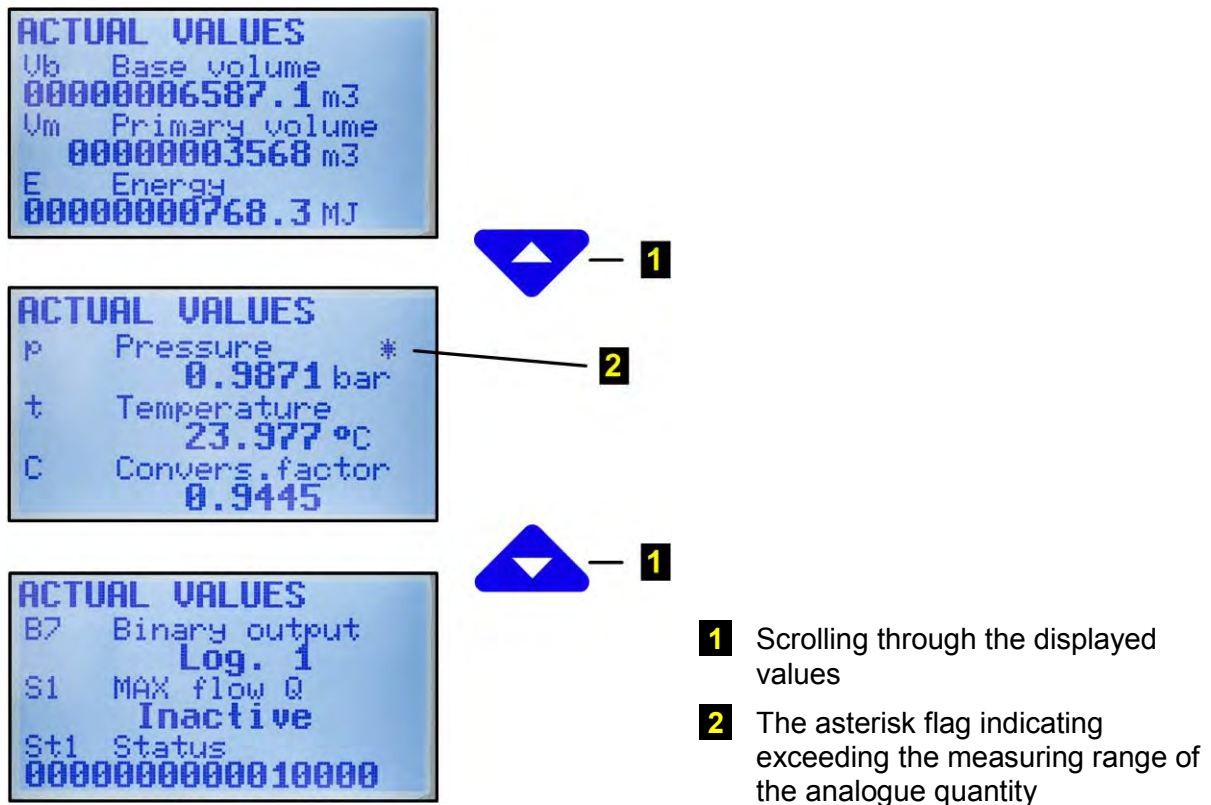 ACTUAL VALUES
Vb Base volume
00000006587.1 m3
Vm Primary volume
00000003568 m3
E Energy
00000000768.3 MJ
1
ACTUAL VALUES
p Pressure *
0.9871 bar
2
t Temperature
23.977 °C
C Convers.factor
0.9445
1
ACTUAL VALUES
B7 Binary output
Log. 1
S1 MAX flow Q
Inactive
St1 Status
0000000000010000
1 Scrolling through the displayed
values
2 The asterisk flag indicating
exceeding the measuring range of
the analogue quantity